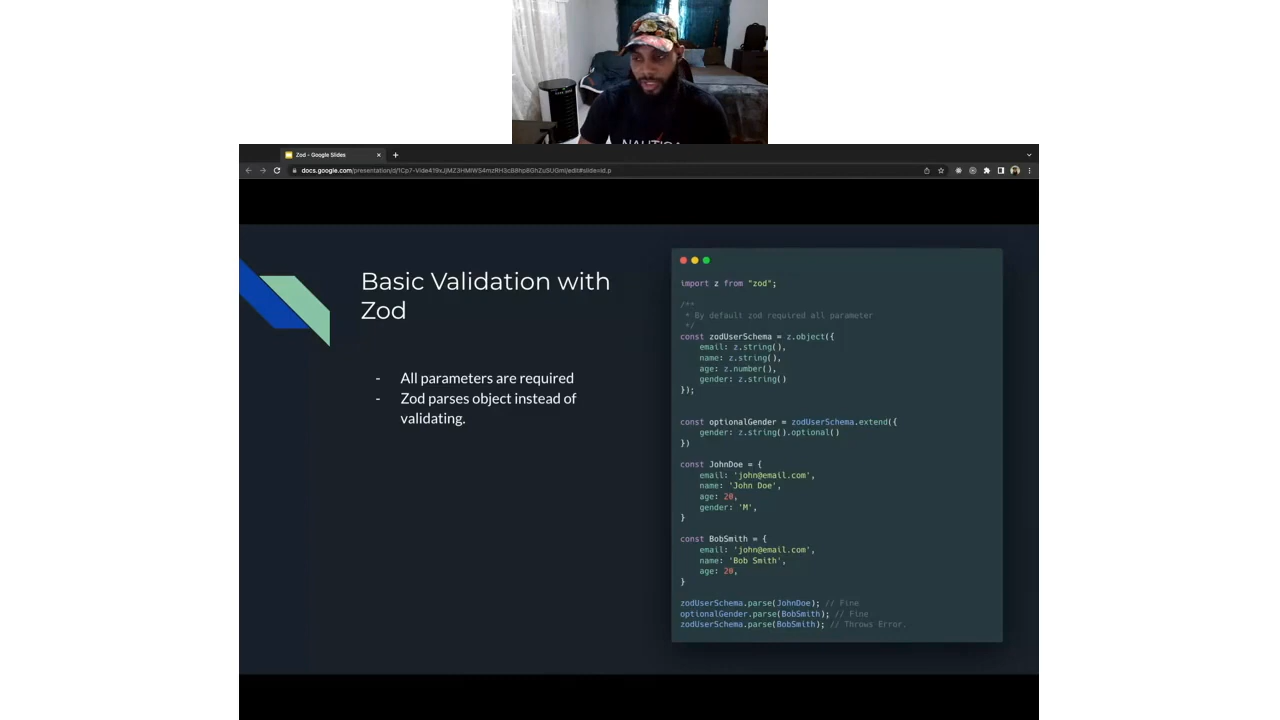 NAUTICA
Zod - Google Slides
Basic Validation with
Zod
- All parameters are required
- Zod parses object instead of
validating.
import z from "zod";
/**
* By default zod required all parameter
*/
const zodUserSchema = z.object({
email: z.string(),
name: z.string(),
age: z.number(),
gender: z.string()
});
const optionalGender = zodUserSchema.extend({
gender: z.string().optional()
})
const JohnDoe = {
email: 'john@email.com',
name: 'John Doe',
age: 20,
gender: 'M',
}
const BobSmith = {
email: 'john@email.com',
name: 'Bob Smith',
age: 20,
}
zodUserSchema.parse(JohnDoe); // Fine
optionalGender.parse(BobSmith); // Fine
zodUserSchema.parse(BobSmith); // Throws Error.